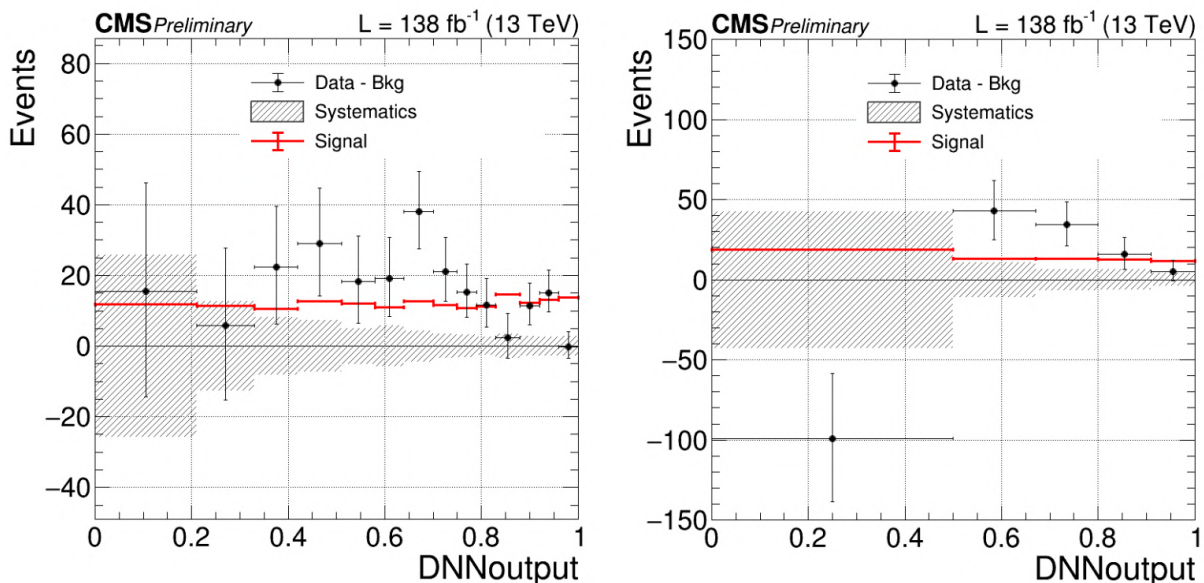 CMS Preliminary L = 138 fb⁻¹ (13 TeV)
Events
80
60
40
20
0
−20
−40
Data - Bkg
Systematics
Signal
0 0.2 0.4 0.6 0.8 1
DNNoutput
CMS Preliminary L = 138 fb⁻¹ (13 TeV)
Events
150
100
50
0
−50
−100
−150
Data - Bkg
Systematics
Signal
0 0.2 0.4 0.6 0.8 1
DNNoutput